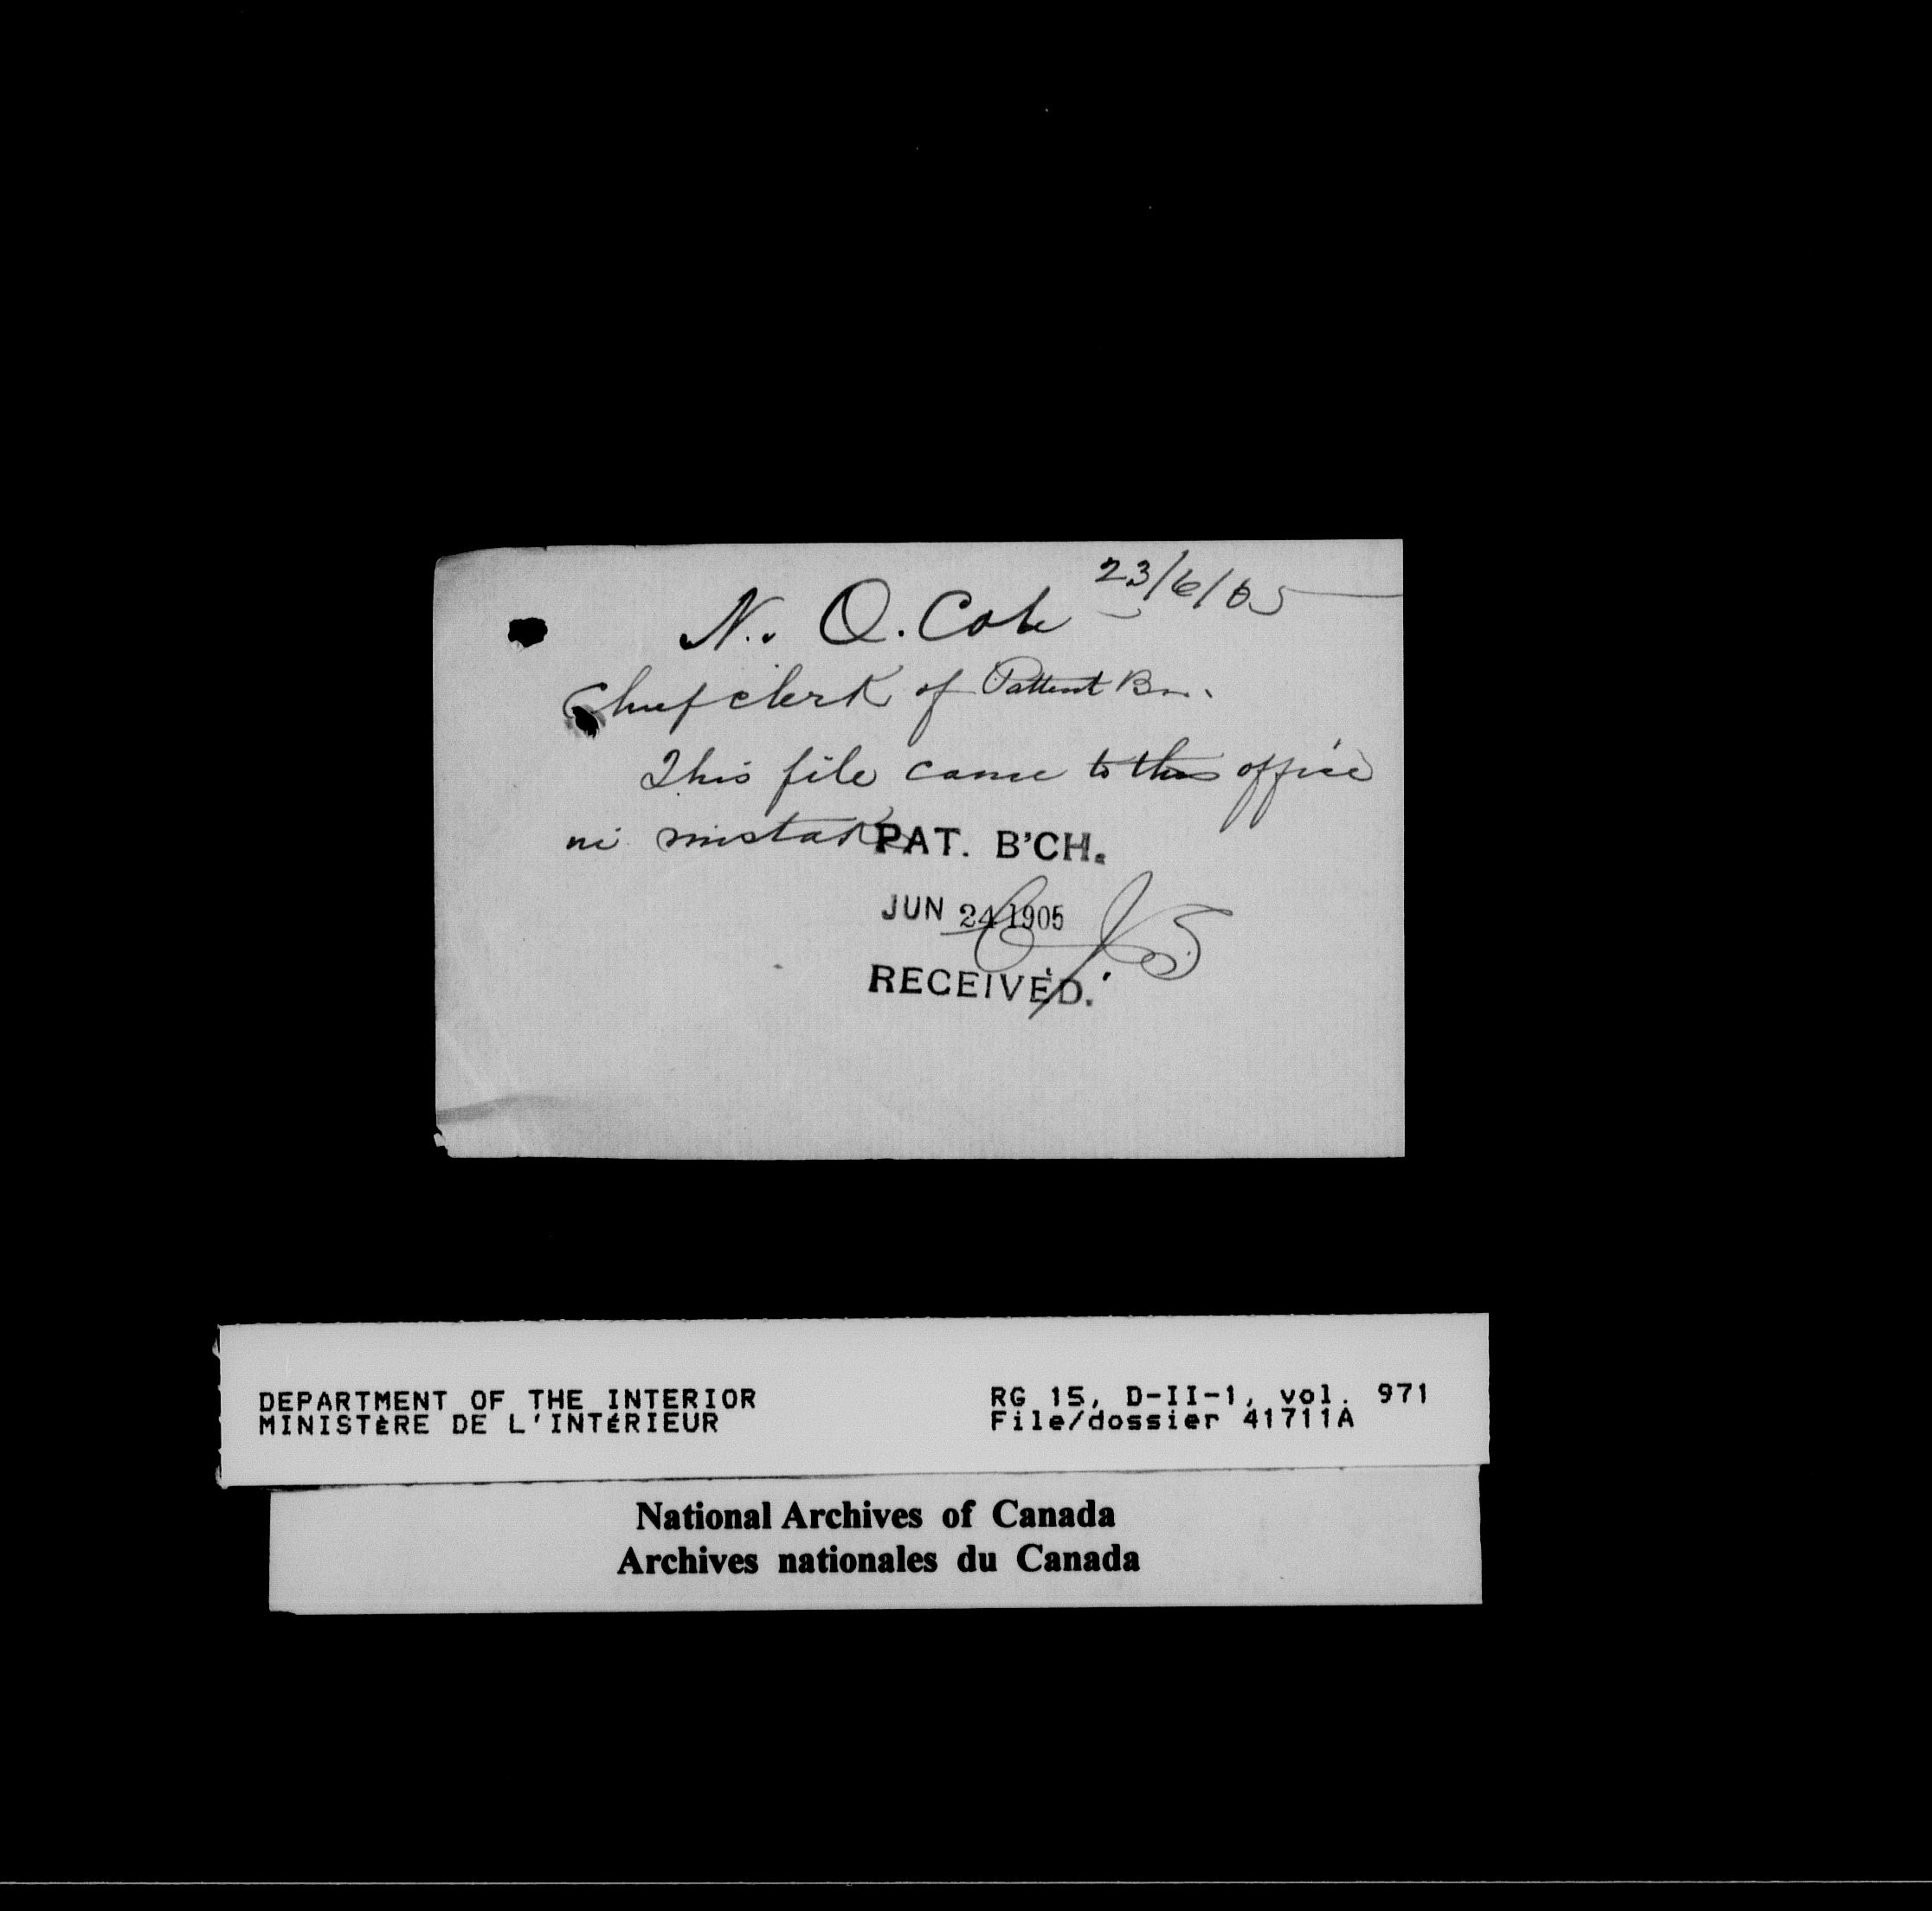 23/6/05
N. O. Cote
Chief clerk of Pattent Br.
This file came to this office
in mistake
PAT. B'CH.
JUN 24 1905
RECEIVED.
DEPARTMENT OF THE INTERIOR
MINISTÈRE DE L'INTÉRIEUR
RG 15, D-II-1, vol. 971
File/dossier 41711A
National Archives of Canada
Archives nationales du Canada